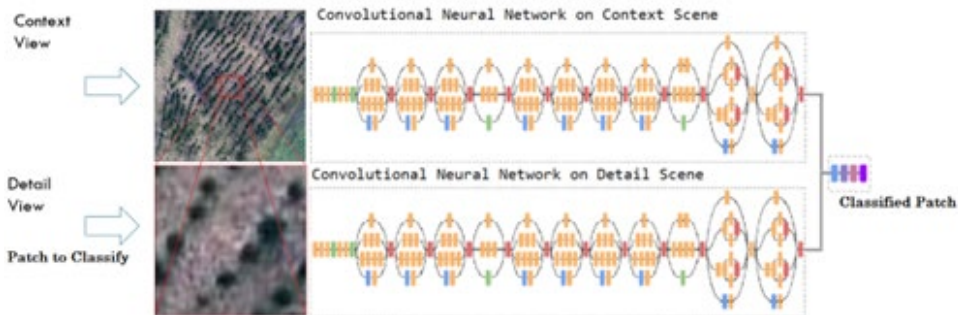 Context
View
Convolutional Neural Network on Context Scene
Detail
View
Patch to Classify
Convolutional Neural Network on Detail Scene
Classified Patch